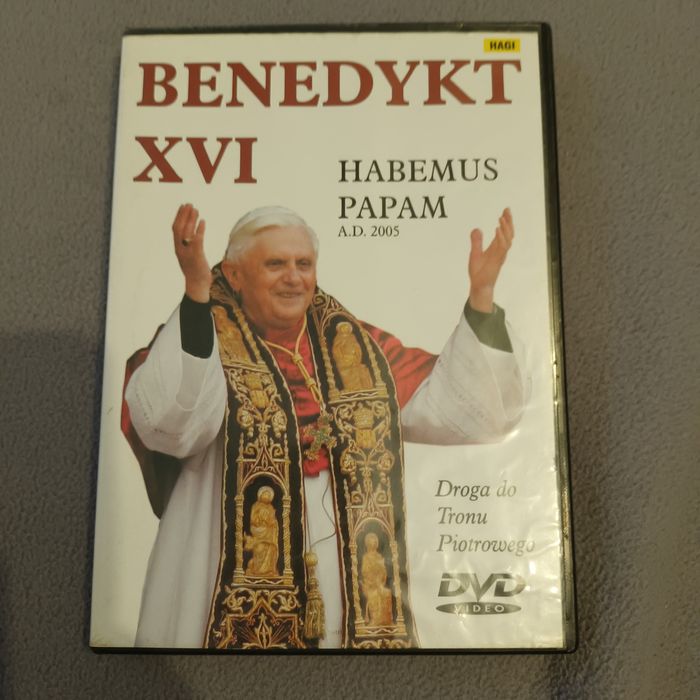 HAGI
BENEDYKT
XVI
HABEMUS
PAPAM
A.D. 2005
Droga do
Tronu
Piotrowego
DVD
VIDEO